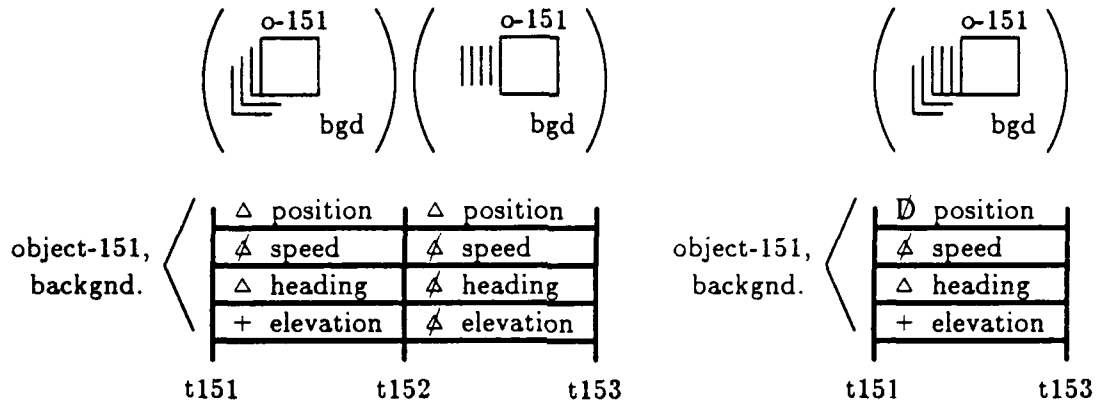 o-151 o-151 o-151
bgd bgd bgd
object-151, backgnd.
△ position △ position
∆̸ speed ∆̸ speed
△ heading ∆̸ heading
+ elevation ∆̸ elevation
t151 t152 t153
object-151, backgnd.
D̸ position
∆̸ speed
△ heading
+ elevation
t151 t153